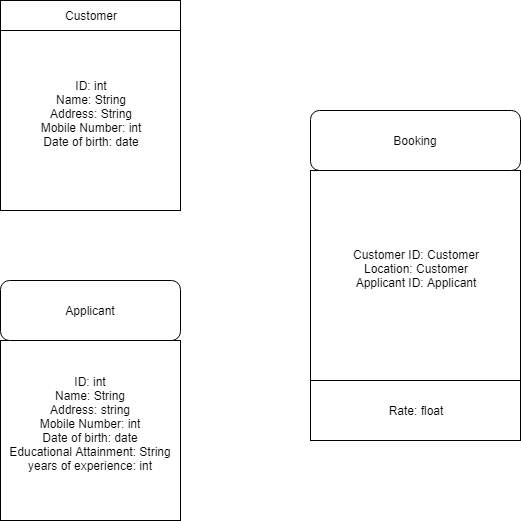 Customer
ID: int
Name: String
Address: String
Mobile Number: int
Date of birth: date
Applicant
ID: int
Name: String
Address: string
Mobile Number: int
Date of birth: date
Educational Attainment: String
years of experience: int
Booking
Customer ID: Customer
Location: Customer
Applicant ID: Applicant
Rate: float